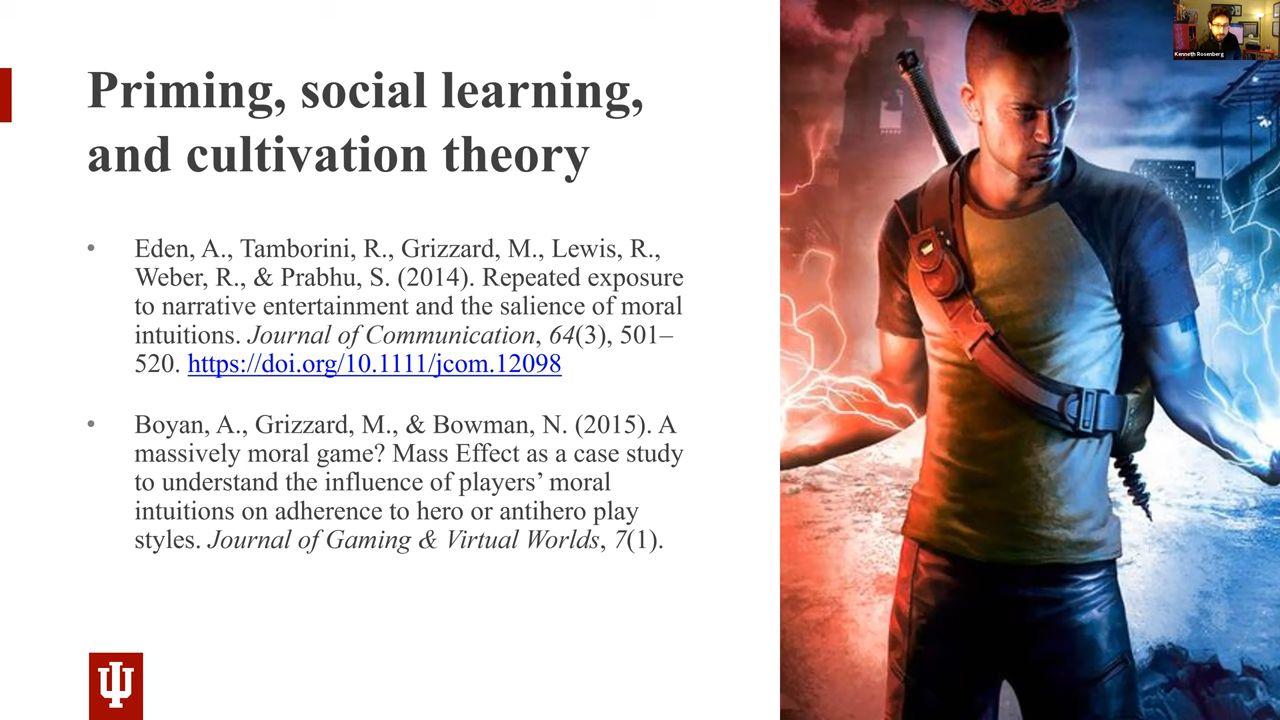 Kenneth Rosenberg
Priming, social learning,
and cultivation theory
• Eden, A., Tamborini, R., Grizzard, M., Lewis, R.,
Weber, R., & Prabhu, S. (2014). Repeated exposure
to narrative entertainment and the salience of moral
intuitions. Journal of Communication, 64(3), 501–
520. https://doi.org/10.1111/jcom.12098
• Boyan, A., Grizzard, M., & Bowman, N. (2015). A
massively moral game? Mass Effect as a case study
to understand the influence of players’ moral
intuitions on adherence to hero or antihero play
styles. Journal of Gaming & Virtual Worlds, 7(1).